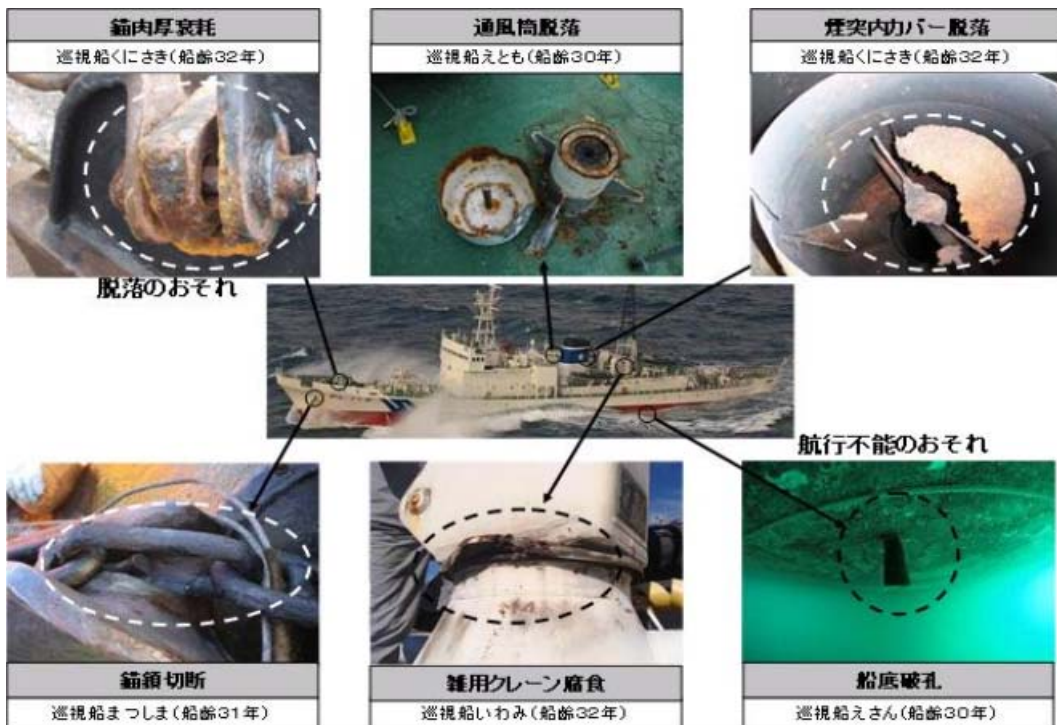 錨肉厚衰耗
巡視船くにさき(船齢32年)
通風筒脱落
巡視船えとも(船齢30年)
煙突内カバー脱落
巡視船くにさき(船齢32年)
脱落のおそれ
航行不能のおそれ
錨鎖切断
巡視船まつしま(船齢31年)
雑用クレーン腐食
巡視船いわみ(船齢32年)
船底破孔
巡視船えさん(船齢30年)